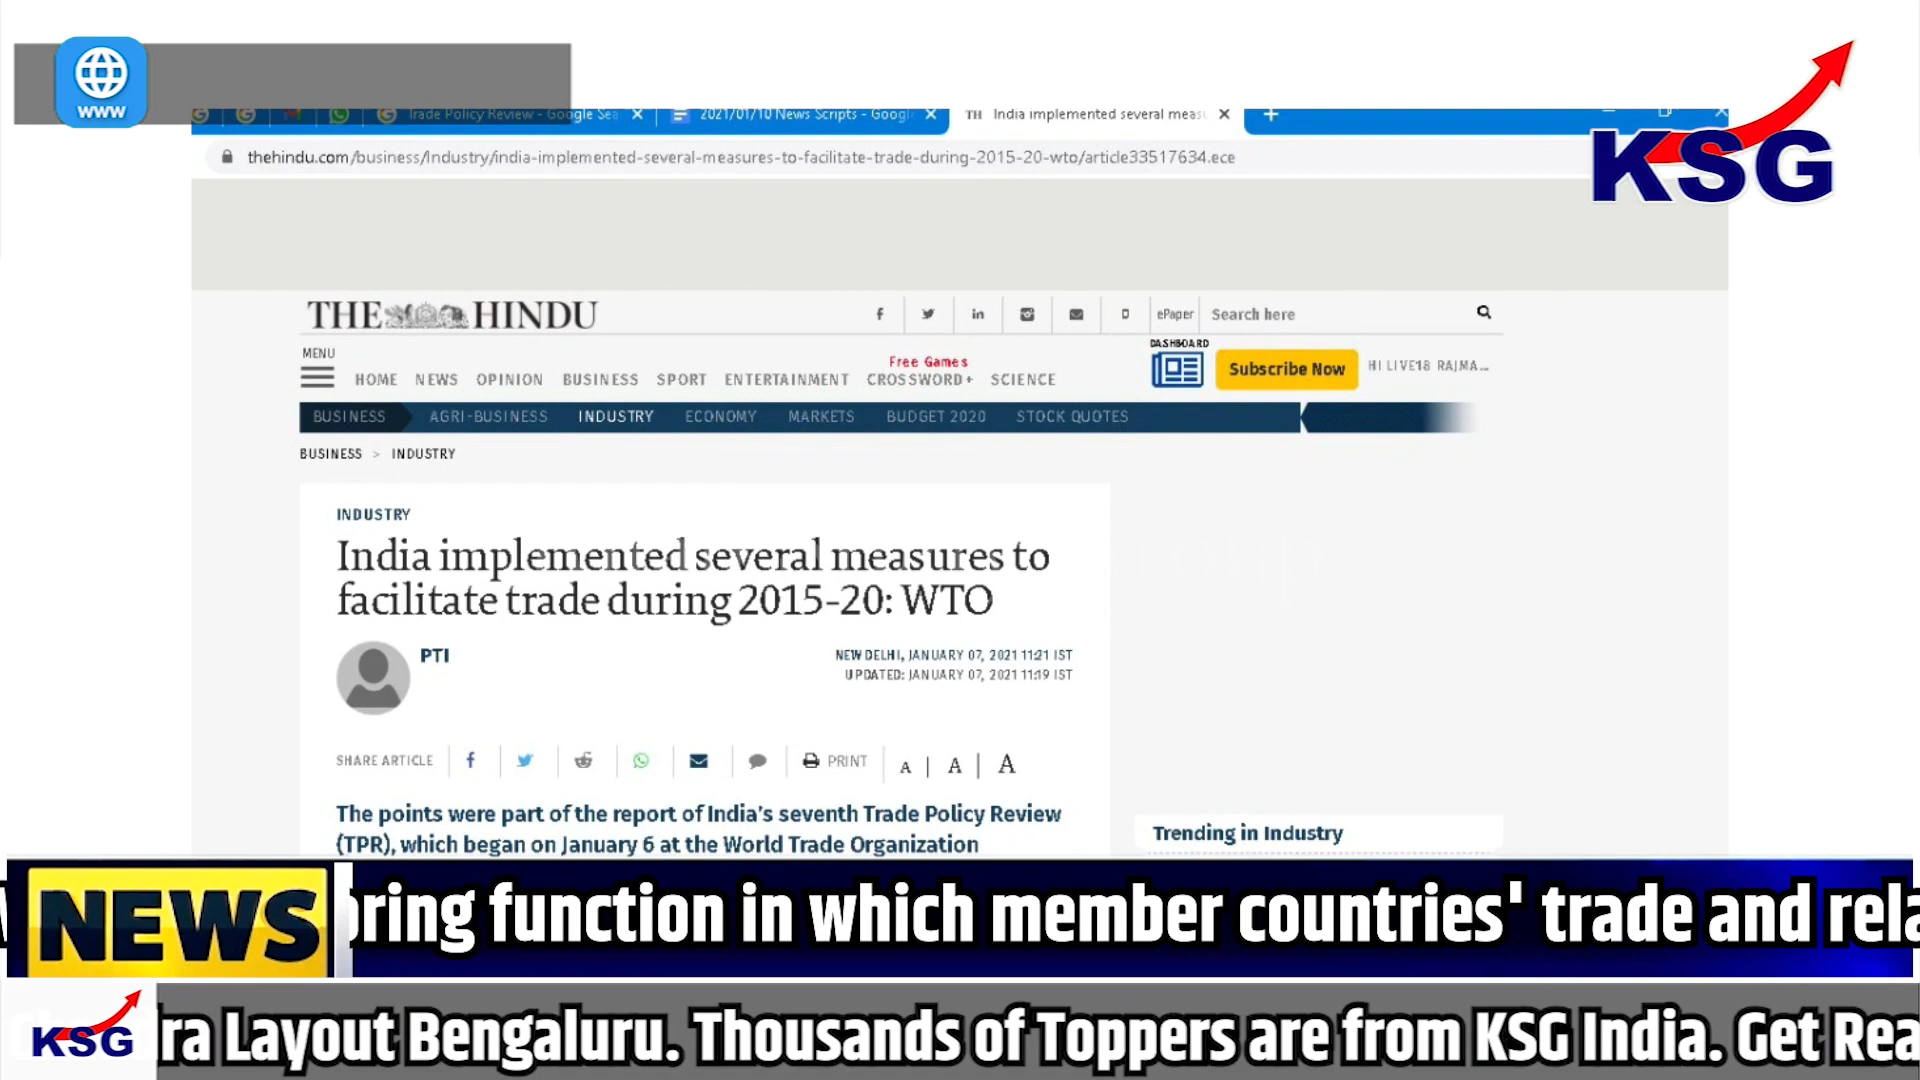 www
Trade Policy Review - Google Sea
2021/01/10 News Scripts - Googl
TH India implemented several meas
thehindu.com/business/Industry/india-implemented-several-measures-to-facilitate-trade-during-2015-20-wto/article33517634.ece
KSG
THE HINDU
ePaper
Search here
MENU
HOME NEWS OPINION BUSINESS SPORT ENTERTAINMENT CROSSWORD+ SCIENCE
Free Games
DASHBOARD
Subscribe Now
HI LIVE18 RAJMA...
BUSINESS AGRI-BUSINESS INDUSTRY ECONOMY MARKETS BUDGET 2020 STOCK QUOTES
BUSINESS > INDUSTRY
INDUSTRY
India implemented several measures to
facilitate trade during 2015-20: WTO
PTI
NEW DELHI, JANUARY 07, 2021 11:21 IST
UPDATED: JANUARY 07, 2021 11:19 IST
SHARE ARTICLE
PRINT
A | A | A
The points were part of the report of India's seventh Trade Policy Review
(TPR), which began on January 6 at the World Trade Organization
Trending in Industry
NEWS
oring function in which member countries' trade and rela
KSG
ra Layout Bengaluru. Thousands of Toppers are from KSG India. Get Rea